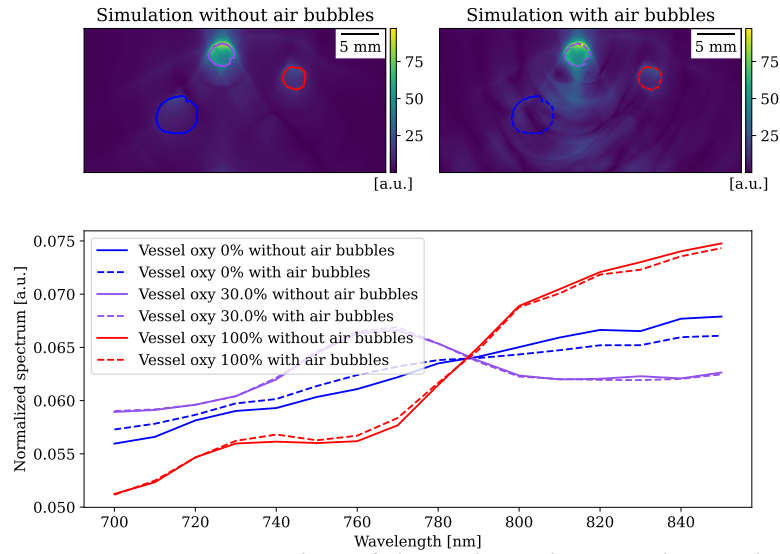 Simulation without air bubbles
Simulation with air bubbles
5 mm
5 mm
75
50
25
[a.u.]
75
50
25
[a.u.]
Normalized spectrum [a.u.]
0.075
0.070
0.065
0.060
0.055
0.050
Vessel oxy 0% without air bubbles
Vessel oxy 0% with air bubbles
Vessel oxy 30.0% without air bubbles
Vessel oxy 30.0% with air bubbles
Vessel oxy 100% without air bubbles
Vessel oxy 100% with air bubbles
700
720
740
760
780
800
820
840
Wavelength [nm]